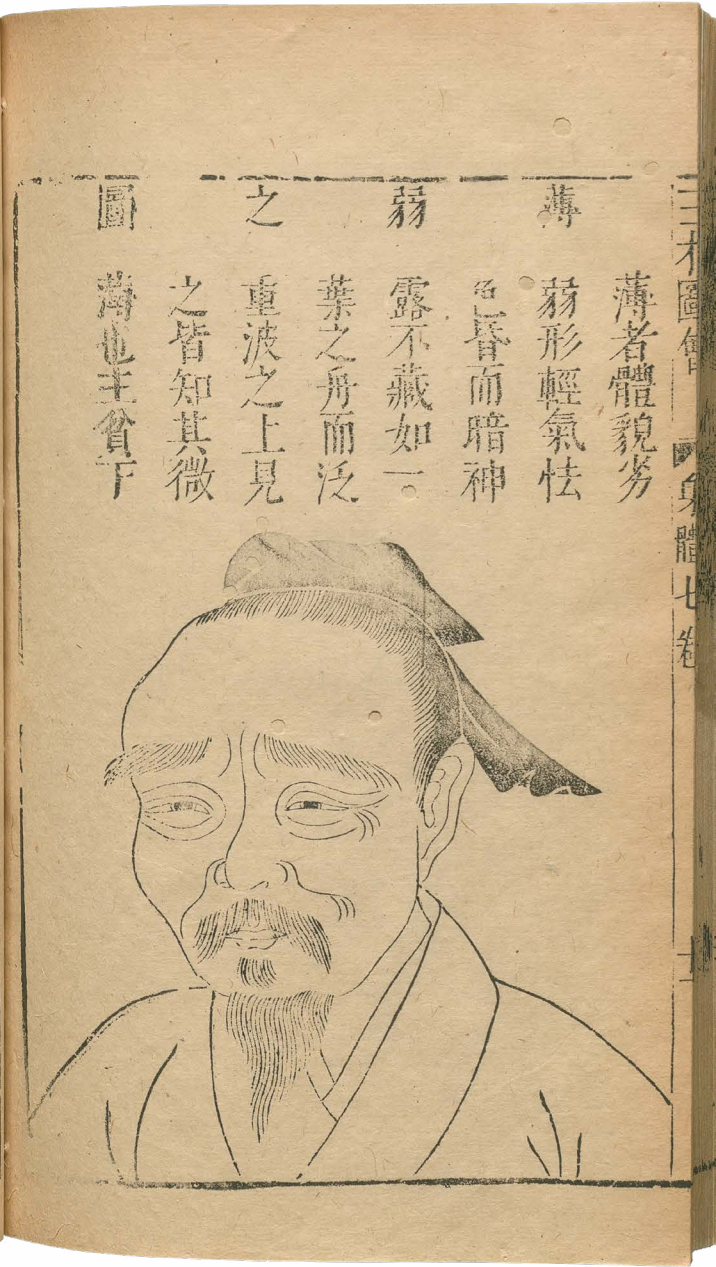 圖會
身體七卷
薄弱之圖
薄者體貌劣
弱形輕氣怯
色昏而暗神
露不藏如一
葉之舟而泛
重波之上見
之皆知其微
薄也主貧下